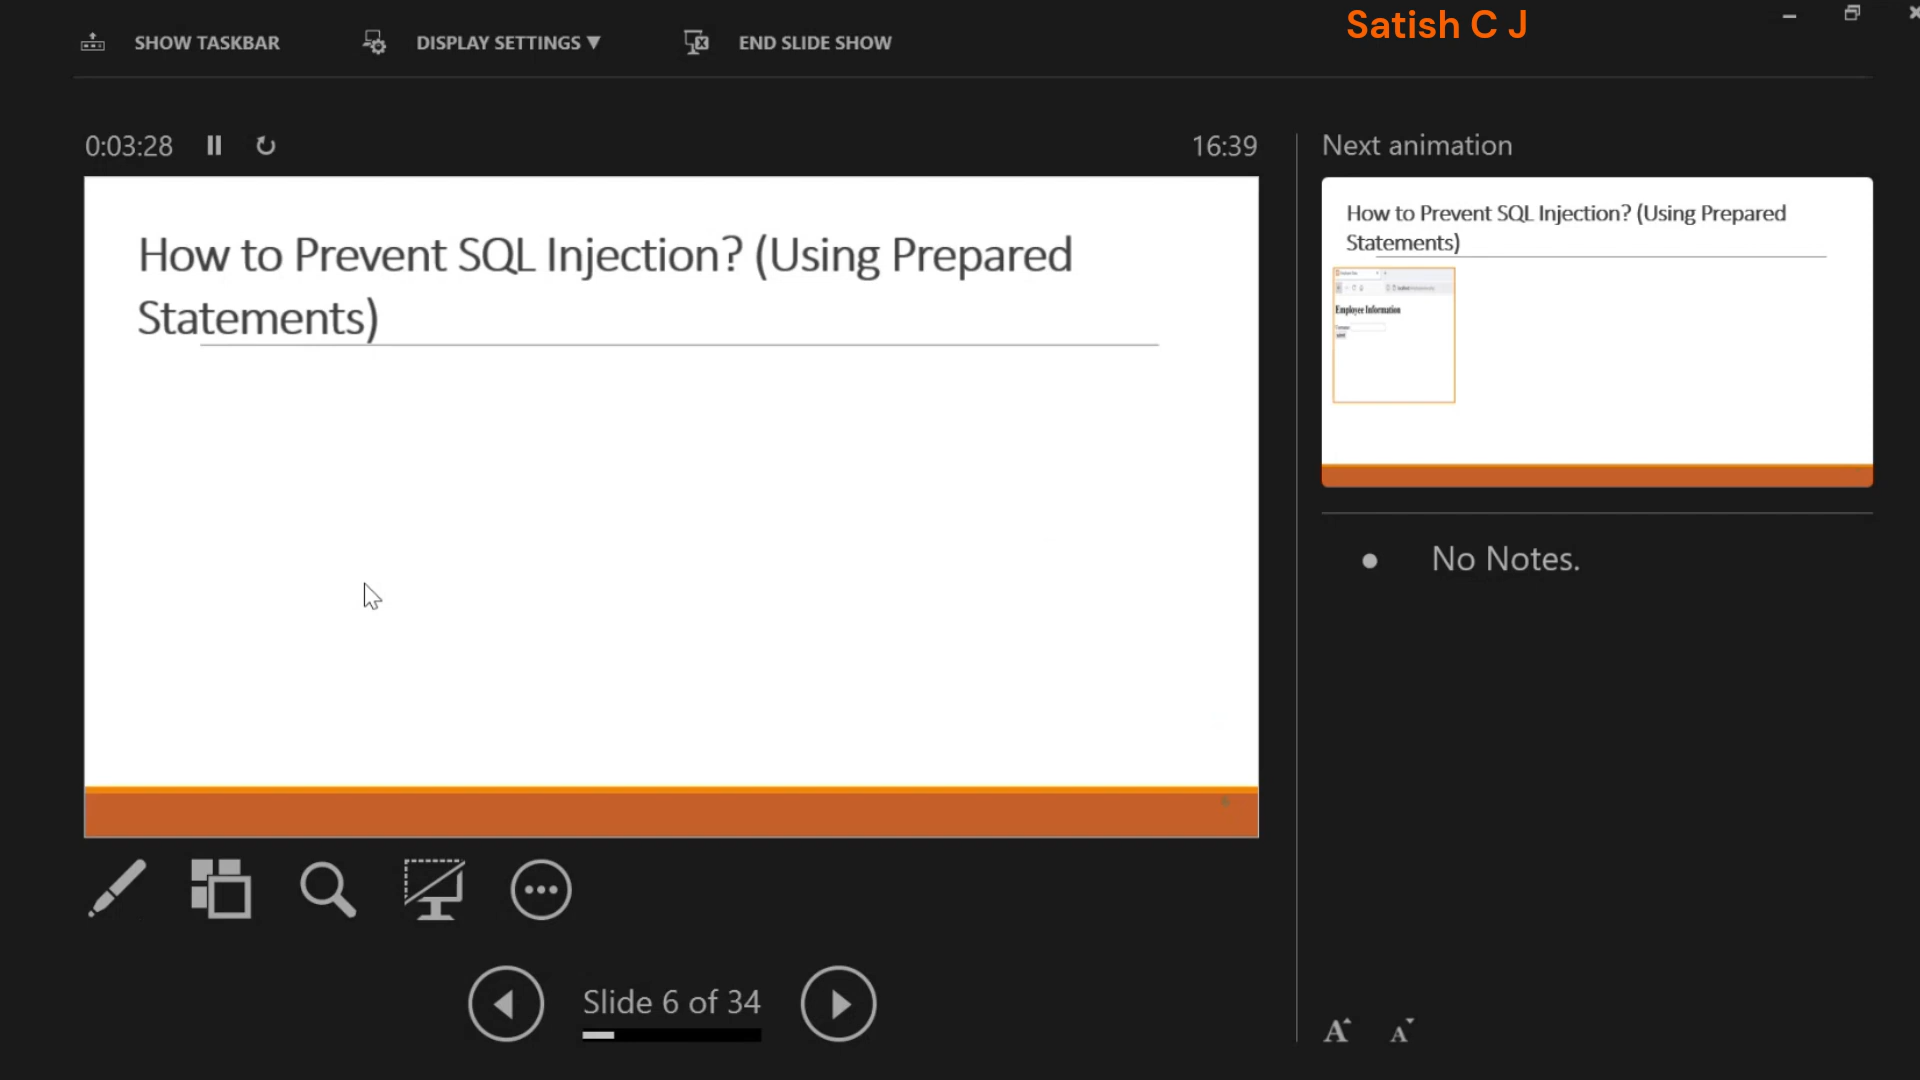 Satish C J
SHOW TASKBAR
DISPLAY SETTINGS ▼
END SLIDE SHOW
0:03:28
16:39
How to Prevent SQL Injection? (Using Prepared
Statements)
Next animation
How to Prevent SQL Injection? (Using Prepared
Statements)
Employee Information
• No Notes.
Slide 6 of 34
A A